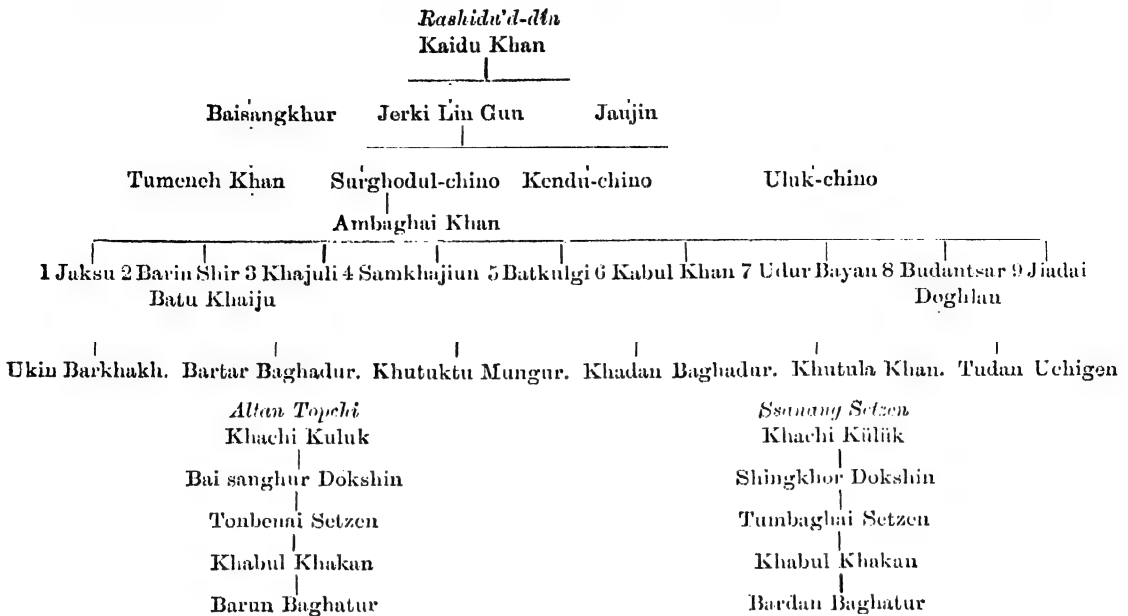 Rashidu'd-din
Kaidu Khan
Baisangkhur Jerki Lin Gun Jaujin
Tumeneh Khan Surghodul-chino Kendu-chino Uluk-chino
Ambaghai Khan
1 Jaksu 2 Barin Shir 3 Khajuli 4 Samkhajiun 5 Batkulgi 6 Kabul Khan 7 Udur Bayan 8 Budantsar 9 Jiadai
Batu Khaiju Doghlan
Ukin Barkhakh. Bartar Baghadur. Khutuktu Mungur. Khadan Baghadur. Khutula Khan. Tudan Uchigen
Altan Topchi Ssanang Setzen
Khachi Kuluk Khachi Külük
Bai sanghur Dokshin Shingkhor Dokshin
Tonbenai Setzen Tumbaghai Setzen
Khabul Khakan Khabul Khakan
Barun Baghatur Bardan Baghatur